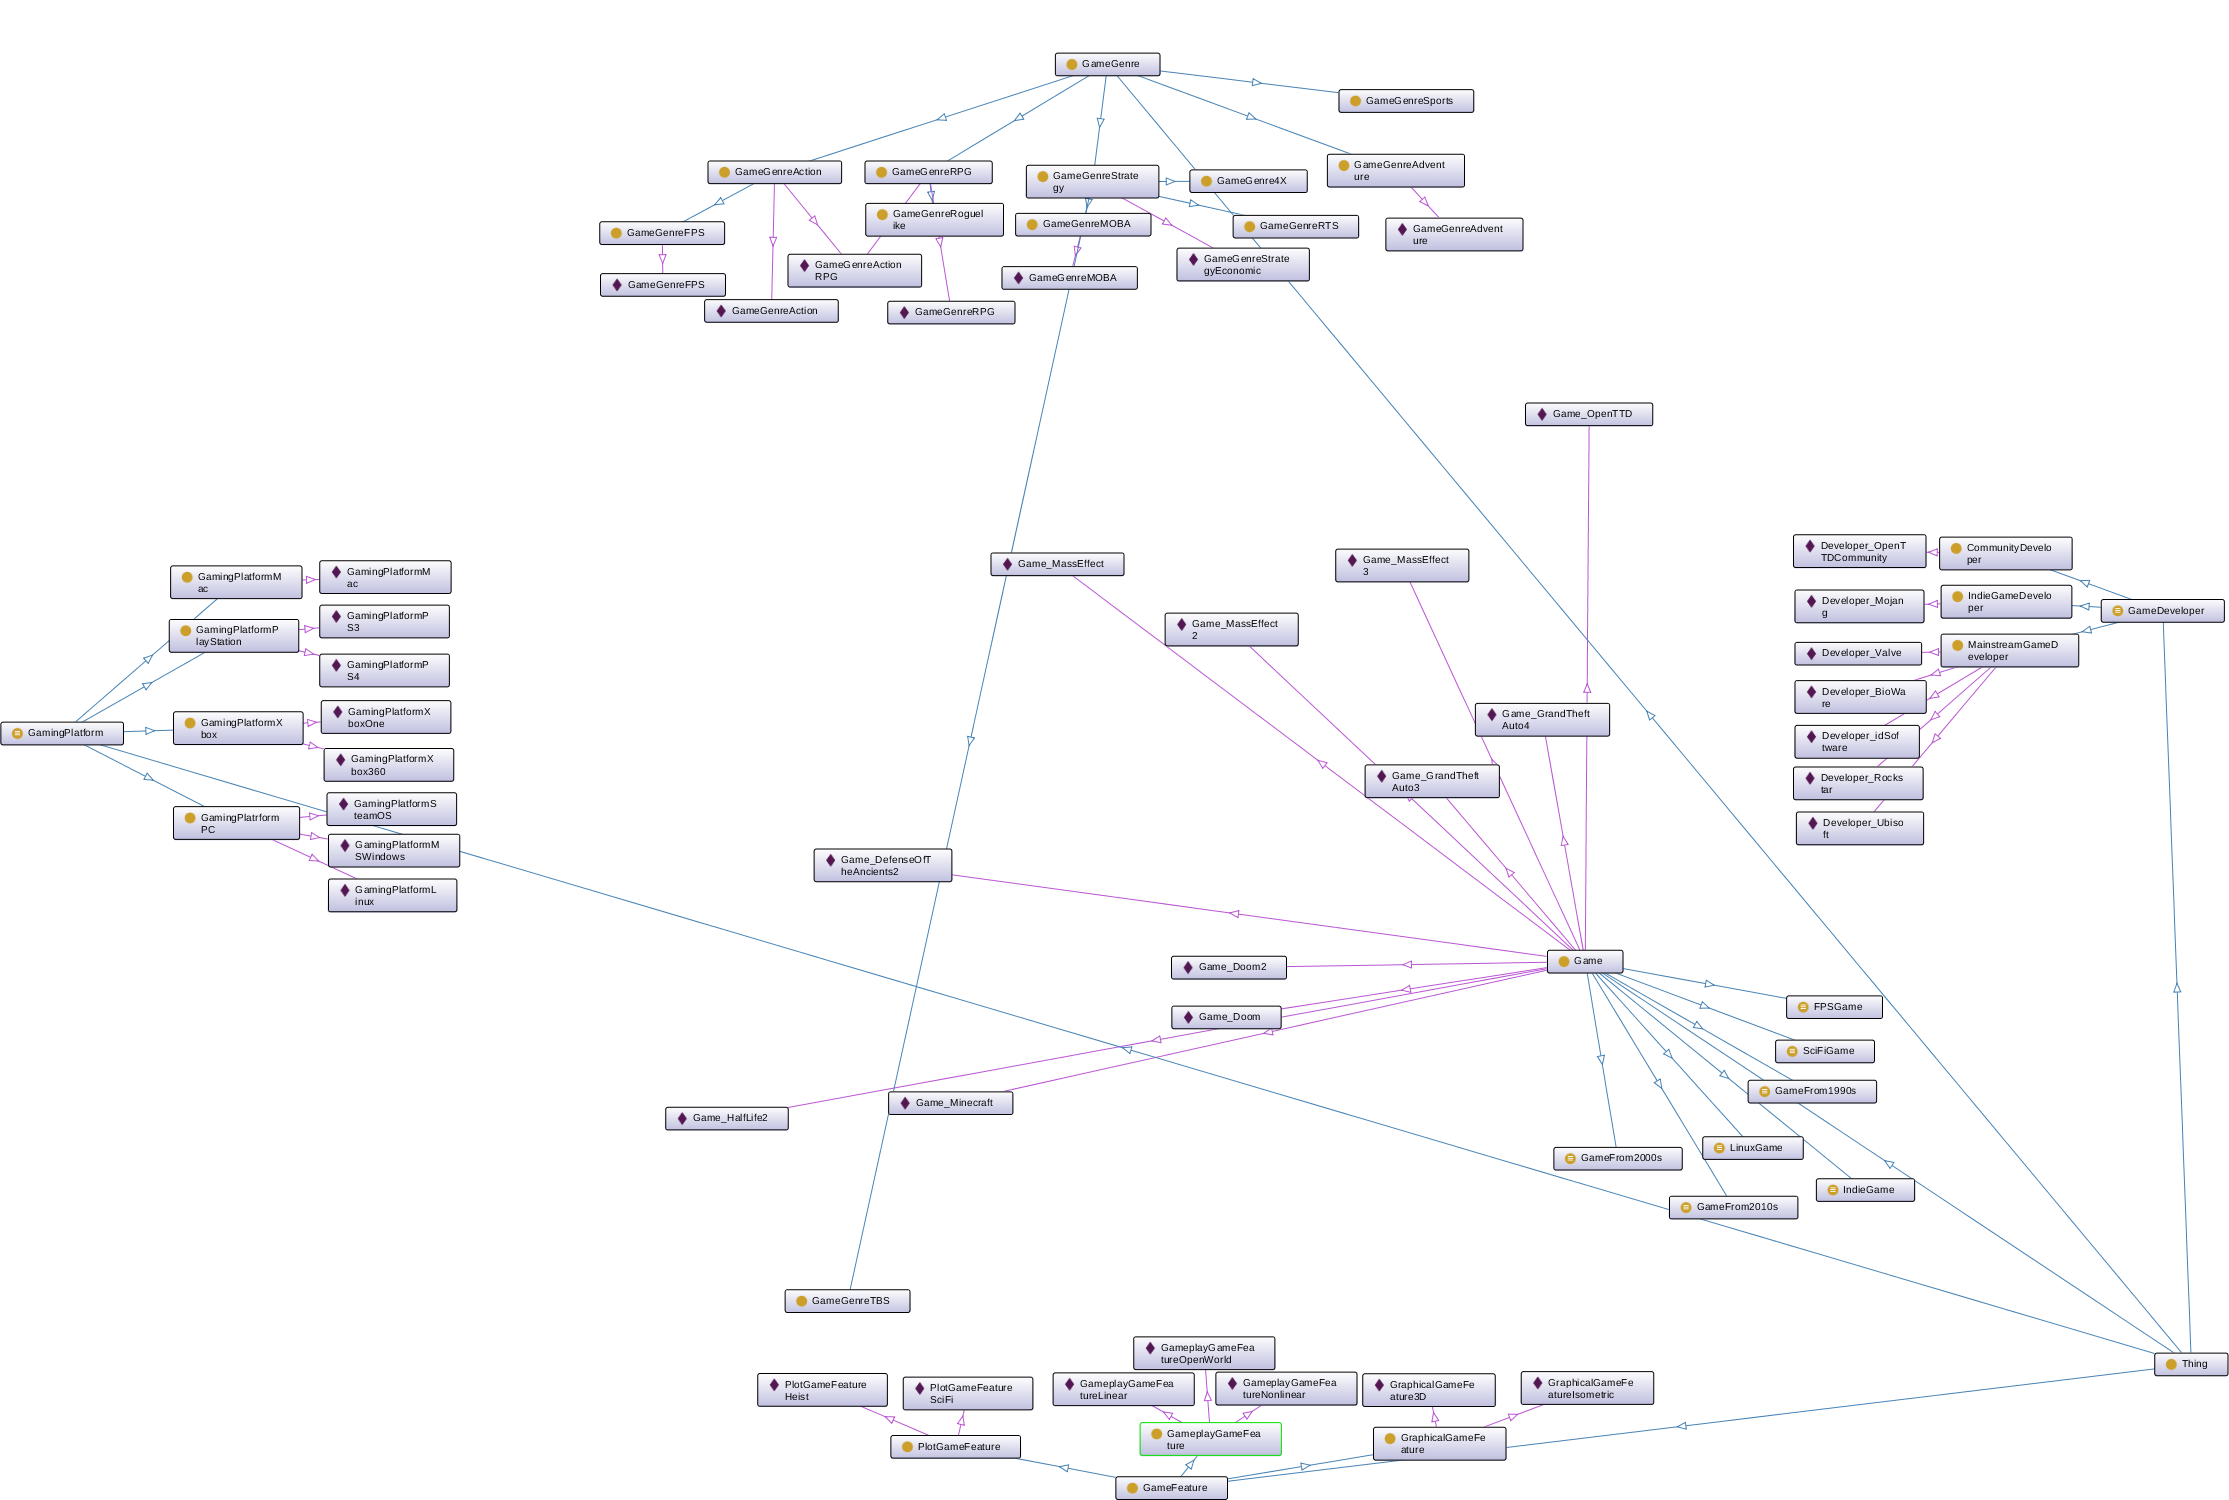 GameGenre
GameGenreSports
GameGenreAction
GameGenreRPG
GameGenreStrate
gy
GameGenre4X
GameGenreAdvent
ure
GameGenreFPS
GameGenreRoguel
ike
GameGenreMOBA
GameGenreRTS
GameGenreAdvent
ure
GameGenreFPS
GameGenreAction
RPG
GameGenreMOBA
GameGenreStrate
gyEconomic
GameGenreAction
GameGenreRPG
Game_OpenTTD
Game_MassEffect
Game_MassEffect
3
Game_MassEffect
2
Game_GrandTheft
Auto4
Game_GrandTheft
Auto3
Developer_OpenT
TDCommunity
CommunityDevelo
per
Developer_Mojan
g
IndieGameDevelo
per
GameDeveloper
Developer_Valve
MainstreamGameD
eveloper
Developer_BioWa
re
Developer_idSof
tware
Developer_Rocks
tar
Developer_Ubiso
ft
GamingPlatformM
ac
GamingPlatformM
ac
GamingPlatformP
layStation
GamingPlatformP
S3
GamingPlatformP
S4
GamingPlatform
GamingPlatformX
box
GamingPlatformX
boxOne
GamingPlatformX
box360
GamingPlatrform
PC
GamingPlatformS
teamOS
GamingPlatformM
SWindows
GamingPlatformL
inux
Game_DefenseOfT
heAncients2
Game_Doom2
Game
Game_Doom
FPSGame
SciFiGame
GameFrom1990s
Game_HalfLife2
Game_Minecraft
GameFrom2000s
LinuxGame
IndieGame
GameFrom2010s
GameGenreTBS
Thing
PlotGameFeature
Heist
PlotGameFeature
SciFi
GameplayGameFea
tureLinear
GameplayGameFea
tureOpenWorld
GameplayGameFea
tureNonlinear
GraphicalGameFe
ature3D
GraphicalGameFe
atureIsometric
PlotGameFeature
GameplayGameFea
ture
GraphicalGameFe
ature
GameFeature